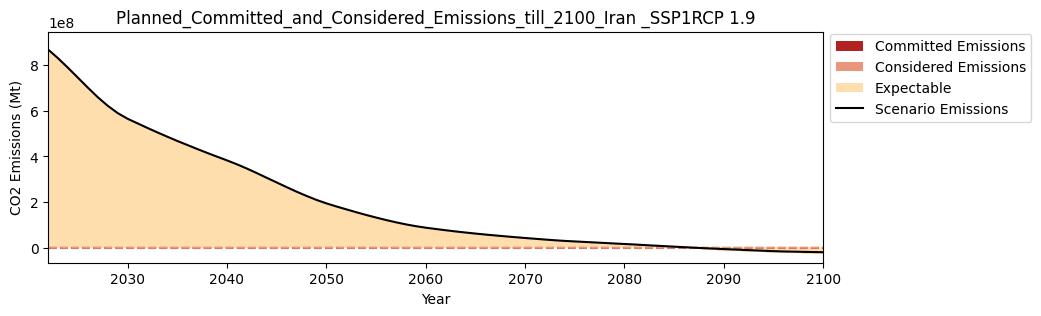 Planned_Committed_and_Considered_Emissions_till_2100_Iran _SSP1RCP 1.9
1e8
8
6
4
2
0
CO2 Emissions (Mt)
2030 2040 2050 2060 2070 2080 2090 2100
Year
Committed Emissions
Considered Emissions
Expectable
Scenario Emissions